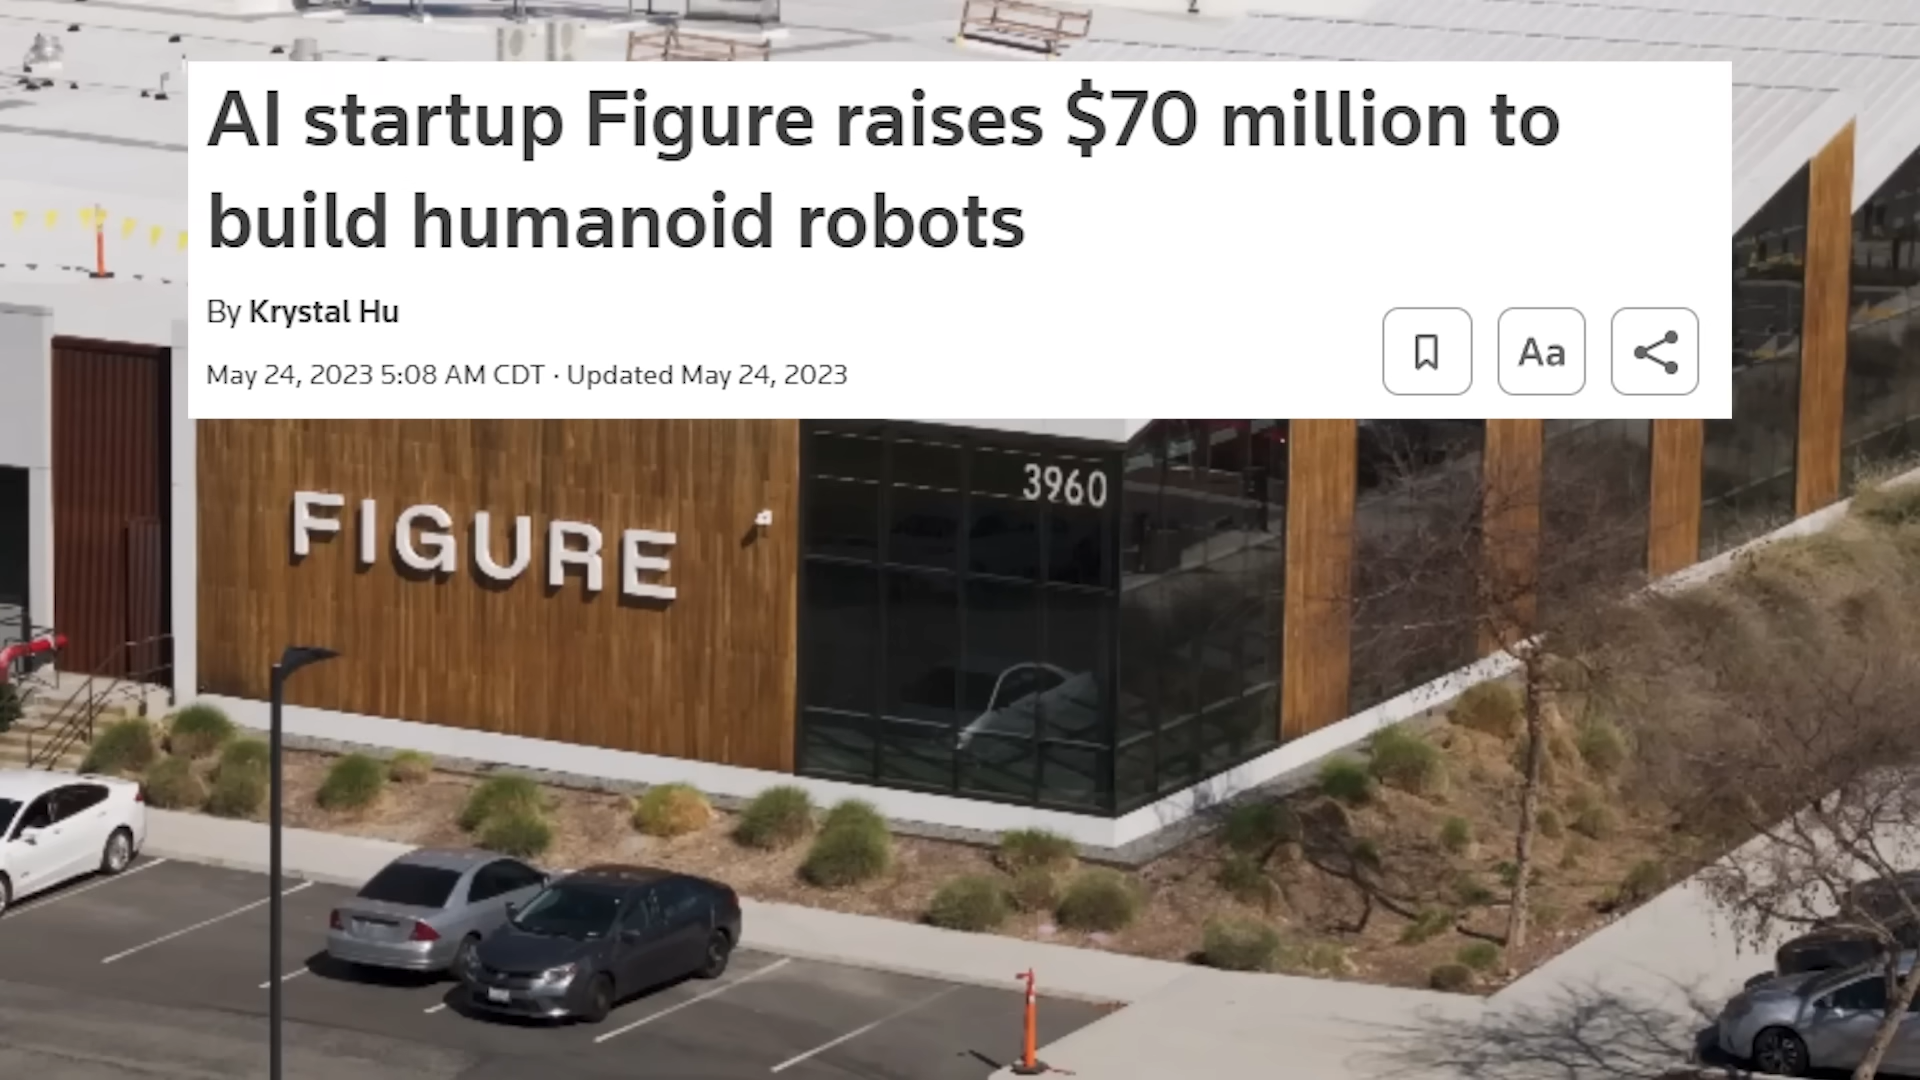 AI startup Figure raises $70 million to
build humanoid robots
By Krystal Hu
May 24, 2023 5:08 AM CDT · Updated May 24, 2023
Aa
3960
FIGURE